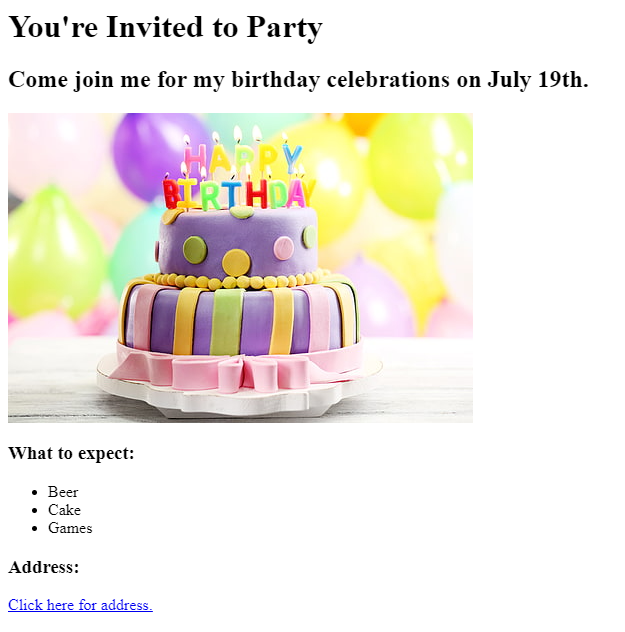 You're Invited to Party
Come join me for my birthday celebrations on July 19th.
HAPPY
BIRTHDAY
What to expect:
Beer
Cake
Games
Address:
Click here for address.